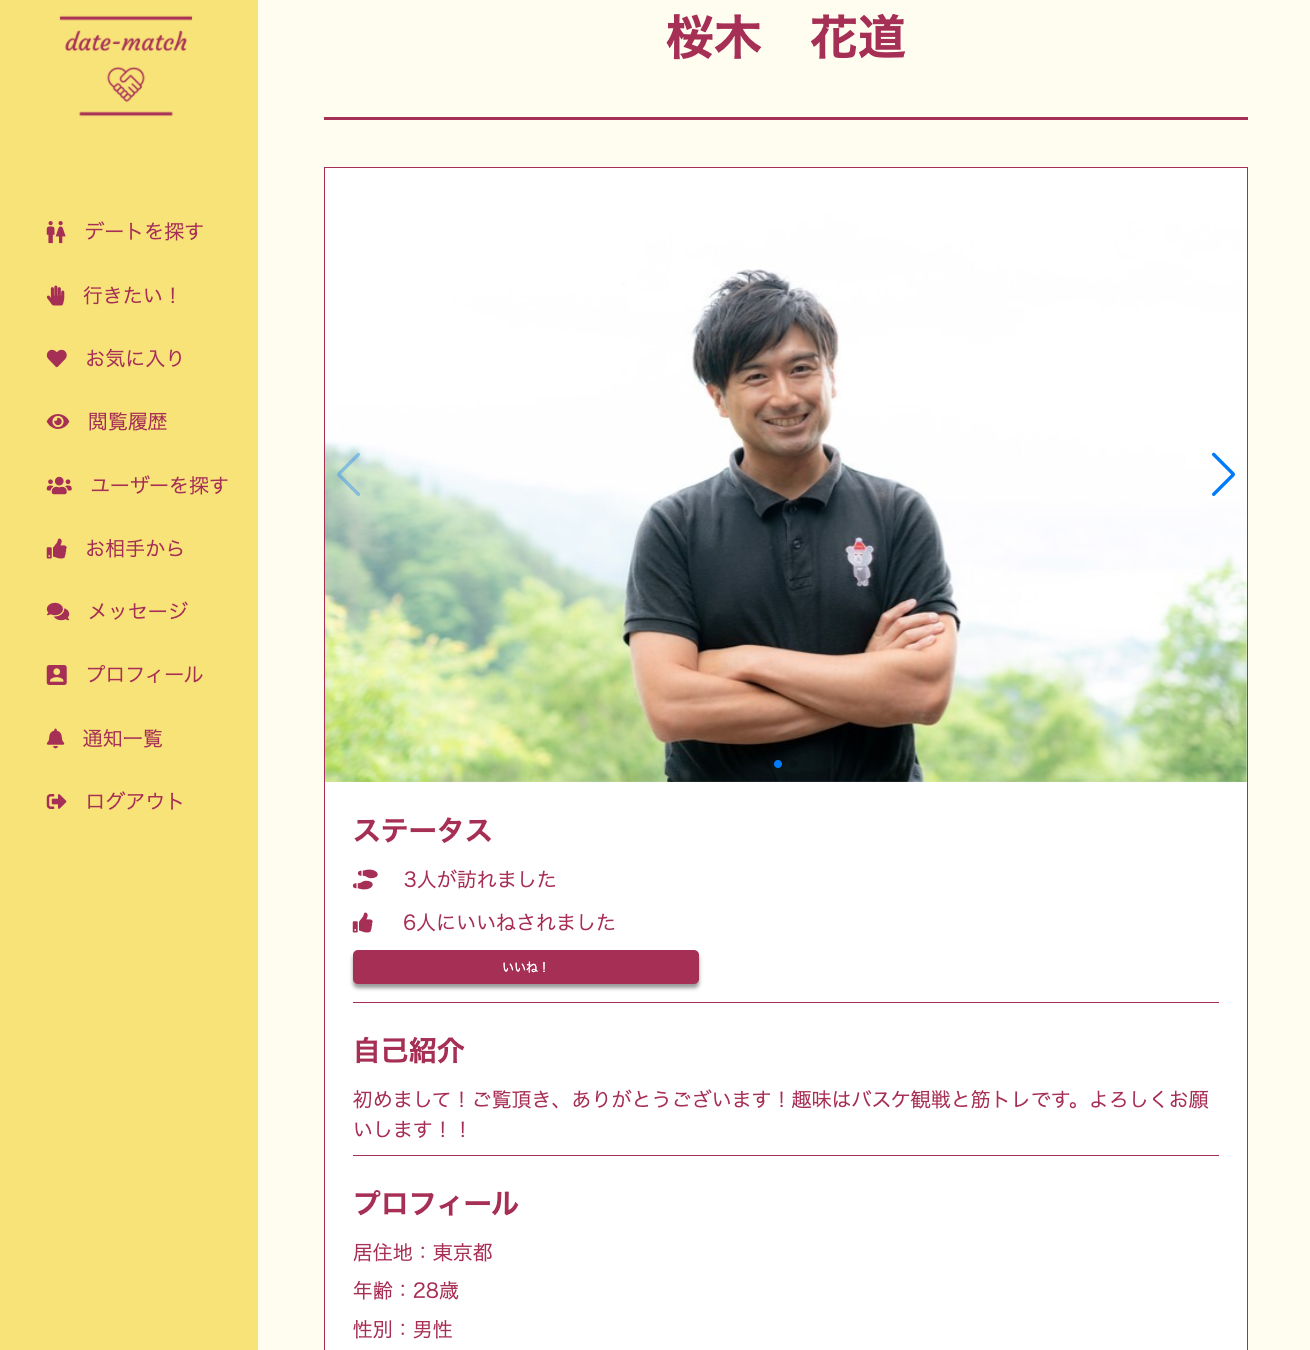 date-match
デートを探す
行きたい！
お気に入り
閲覧履歴
ユーザーを探す
お相手から
メッセージ
プロフィール
通知一覧
ログアウト
桜木　花道
ステータス
3人が訪れました
6人にいいねされました
いいね！
自己紹介
初めまして！ご覧頂き、ありがとうございます！趣味はバスケ観戦と筋トレです。よろしくお願
いします！！
プロフィール
居住地：東京都
年齢：28歳
性別：男性